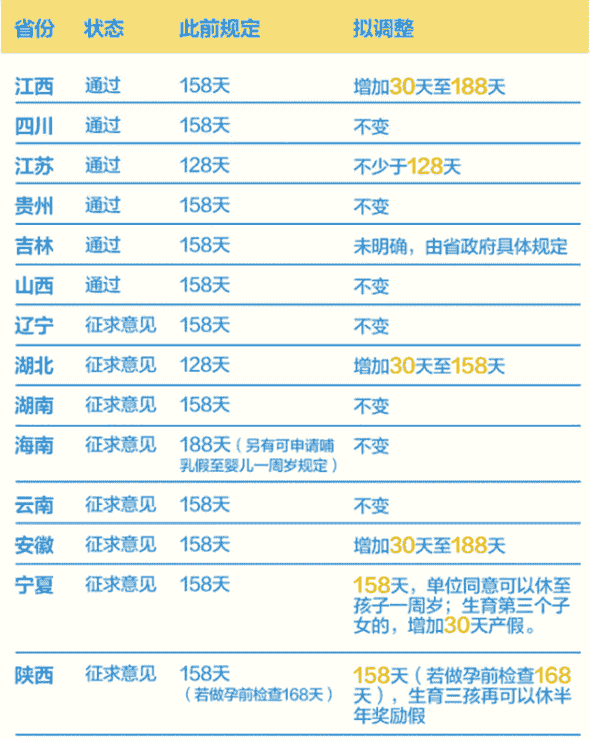 省份 状态 此前规定 拟调整
江西 通过 158天 增加30天至188天
四川 通过 158天 不变
江苏 通过 128天 不少于128天
贵州 通过 158天 不变
吉林 通过 158天 未明确，由省政府具体规定
山西 通过 158天 不变
辽宁 征求意见 158天 不变
湖北 征求意见 128天 增加30天至158天
湖南 征求意见 158天 不变
海南 征求意见 188天（另有可申请哺 不变
乳假至婴儿一周岁规定）
云南 征求意见 158天 不变
安徽 征求意见 158天 增加30天至188天
宁夏 征求意见 158天 158天，单位同意可以休至
孩子一周岁；生育第三个子
女的，增加30天产假。
陕西 征求意见 158天 158天（若做孕前检查168
（若做孕前检查168天） 天），生育三孩再可以休半
年奖励假